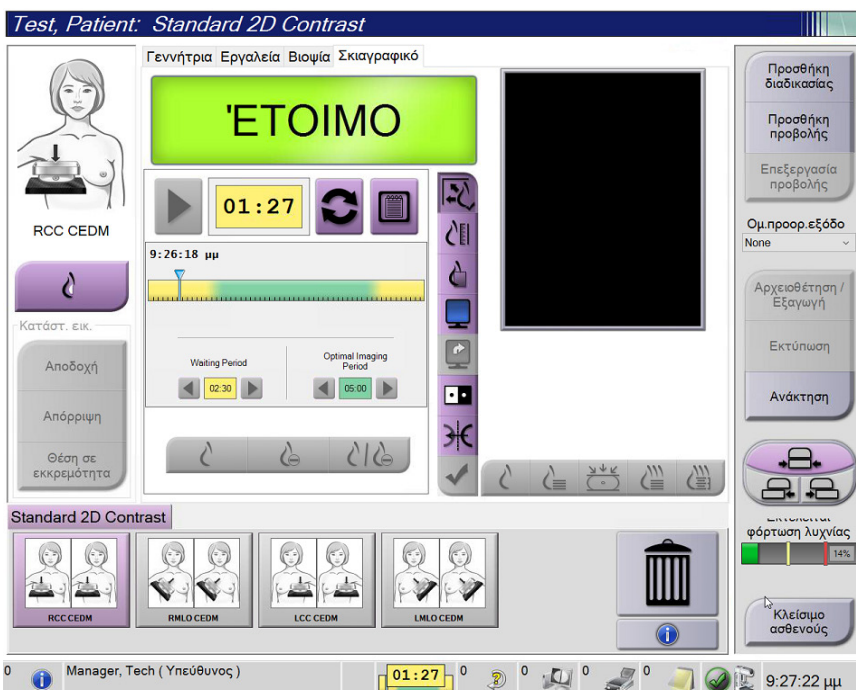 Test, Patient: Standard 2D Contrast
Γεννήτρια Εργαλεία Βιοψία Σκιαγραφικό
ΈΤΟΙΜΟ
01:27
9:26:18 μμ
Waiting Period
Optimal Imaging
Period
02:30
05:00
RCC CEDM
Κατάστ. εικ.
Αποδοχή
Απόρριψη
Θέση σε
εκκρεμότητα
Προσθήκη
διαδικασίας
Προσθήκη
προβολής
Επεξεργασία
προβολής
Ομ.προορ.εξόδο
None
Αρχειοθέτηση /
Εξαγωγή
Εκτύπωση
Ανάκτηση
φόρτωση λυχνίας
14%
Κλείσιμο
ασθενούς
Standard 2D Contrast
RCC CEDM
RMLO CEDM
LCC CEDM
LMLO CEDM
0
Manager, Tech ( Υπεύθυνος )
01:27
0
0
0
0
9:27:22 μμ